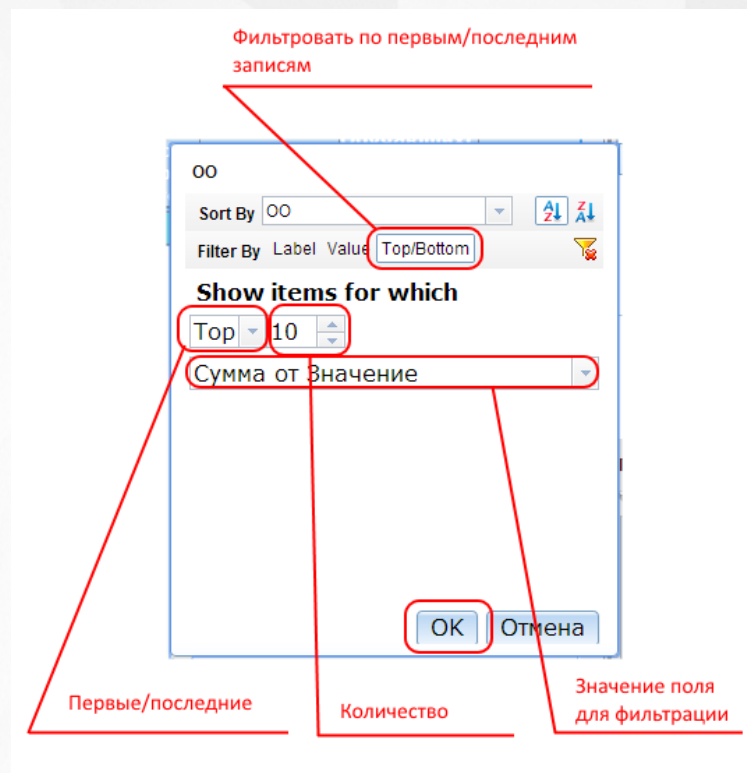 Фильтровать по первым/последним
записям
OO
Sort By OO
Filter By Label Value Top/Bottom
Show items for which
Top 10
Сумма от Значение
OK Отмена
Первые/последние
Количество
Значение поля
для фильтрации